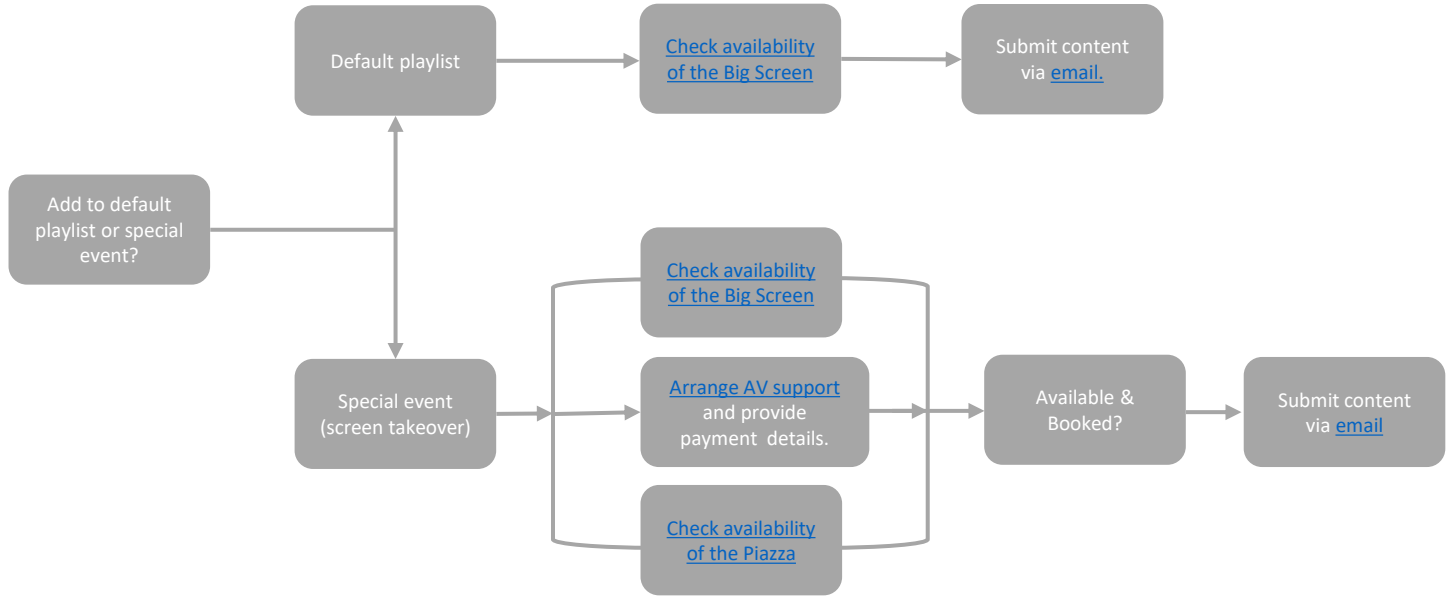 Default playlist
Check availability
of the Big Screen
Submit content
via email.
Add to default
playlist or special
event?
Check availability
of the Big Screen
Special event
(screen takeover)
Arrange AV support
and provide
payment details.
Available &
Booked?
Submit content
via email
Check availability
of the Piazza